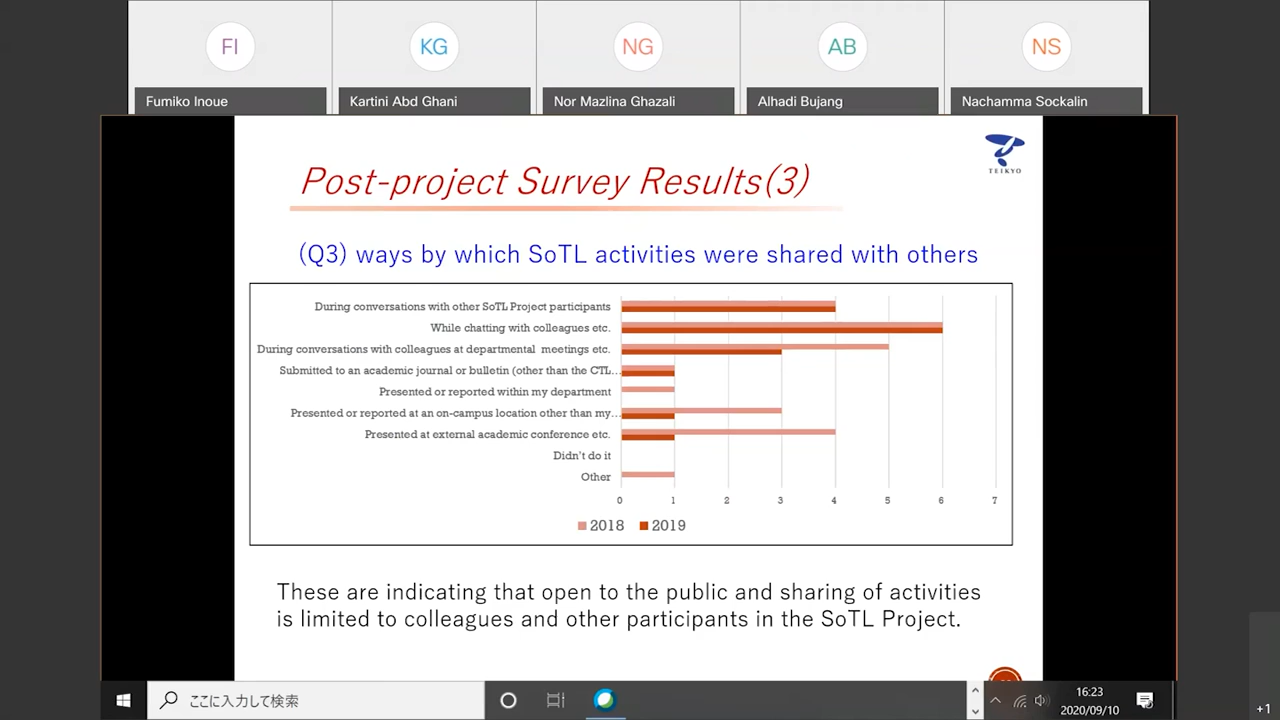 FI
KG
NG
AB
NS
Fumiko Inoue
Kartini Abd Ghani
Nor Mazlina Ghazali
Alhadi Bujang
Nachamma Sockalin
TEIKYO
Post-project Survey Results(3)
(Q3) ways by which SoTL activities were shared with others
During conversations with other SoTL Project participants
While chatting with colleagues etc.
During conversations with colleagues at departmental meetings etc.
Submitted to an academic journal or bulletin (other than the CTL…
Presented or reported within my department
Presented or reported at an on-campus location other than my…
Presented at external academic conference etc.
Didn't do it
Other
0 1 2 3 4 5 6 7
2018 2019
These are indicating that open to the public and sharing of activities
is limited to colleagues and other participants in the SoTL Project.
ここに入力して検索
16:23
2020/09/10
+1